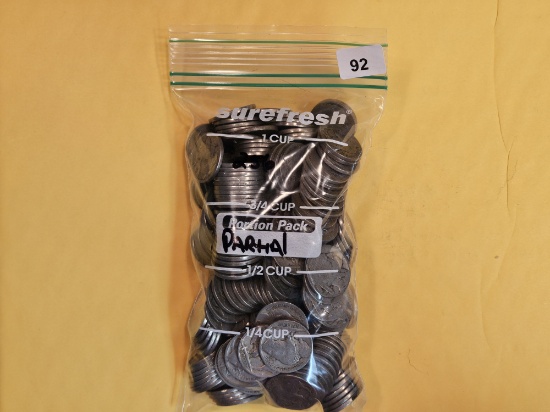 92
surefresh®
1 CUP
3/4 CUP
Portion Pack
PARtiAl
1/2 CUP
1/4 CUP